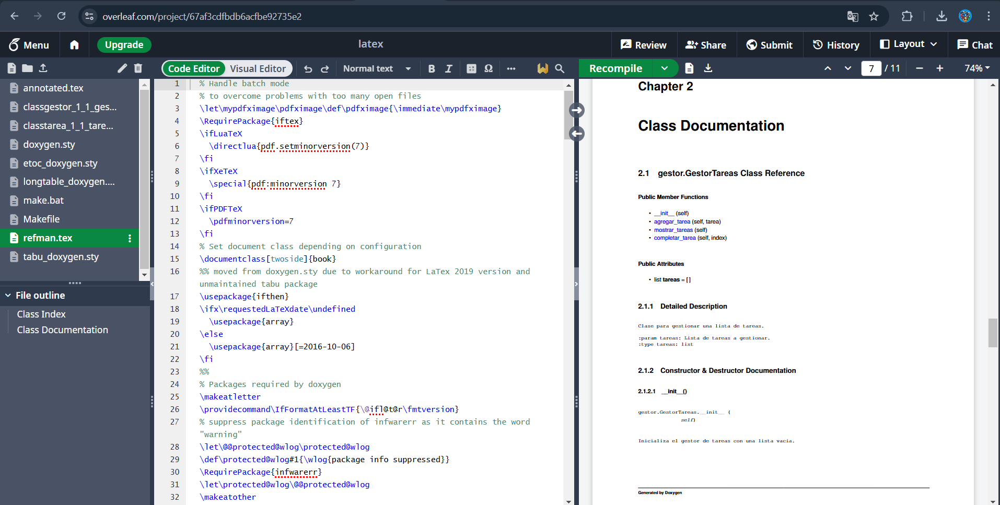 overleaf.com/project/67af3cdfbdb6acfbe92735e2
Menu
Upgrade
latex
Review
Share
Submit
History
Layout
Chat
Code Editor
Visual Editor
Normal text
B
I
Ω
Recompile
7 / 11
74%
annotated.tex
classgestor_1_1_ges...
classtarea_1_1_tare...
doxygen.sty
etoc_doxygen.sty
longtable_doxygen....
make.bat
Makefile
refman.tex
tabu_doxygen.sty
File outline
Class Index
Class Documentation
1 % Handle batch mode
2 % to overcome problems with too many open files
3 \let\mypdfximage\pdfximage\def\pdfximage{\immediate\mypdfximage}
4 \RequirePackage{iftex}
5 \ifLuaTeX
6 \directlua{pdf.setminorversion(7)}
7 \fi
8 \ifXeTeX
9 \special{pdf:minorversion 7}
10 \fi
11 \ifPDFTeX
12 \pdfminorversion=7
13 \fi
14 % Set document class depending on configuration
15 \documentclass[twoside]{book}
16 %% moved from doxygen.sty due to workaround for LaTex 2019 version and
unmaintained tabu package
17 \usepackage{ifthen}
18 \ifx\requestedLaTeXdate\undefined
19 \usepackage{array}
20 \else
21 \usepackage{array}[=2016-10-06]
22 \fi
23 %%
24 % Packages required by doxygen
25 \makeatletter
26 \providecommand\IfFormatAtLeastTF{\@ifl@t@r\fmtversion}
27 % suppress package identification of infwarerr as it contains the word
"warning"
28 \let\@@protected@wlog\protected@wlog
29 \def\protected@wlog#1{\wlog{package info suppressed}}
30 \RequirePackage{infwarerr}
31 \let\protected@wlog\@@protected@wlog
32 \makeatother
Chapter 2
Class Documentation
2.1 gestor.GestorTareas Class Reference
Public Member Functions
• __init__ (self)
• agregar_tarea (self, tarea)
• mostrar_tareas (self)
• completar_tarea (self, index)
Public Attributes
• list tareas = [ ]
2.1.1 Detailed Description
Clase para gestionar una lista de tareas.
:param tareas: Lista de tareas a gestionar.
:type tareas: list
2.1.2 Constructor & Destructor Documentation
2.1.2.1 __init__()
gestor.GestorTareas.__init__ (
self)
Inicializa el gestor de tareas con una lista vacía.
Generated by Doxygen